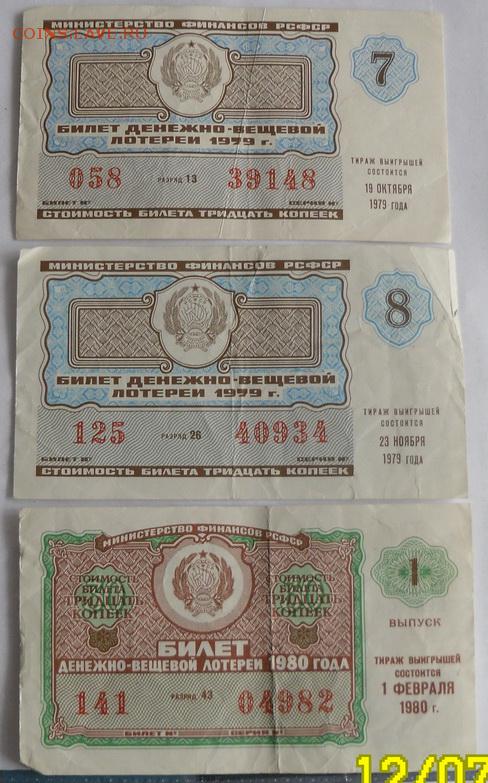 COINS.LAVE.RU
МИНИСТЕРСТВО ФИНАНСОВ РСФСР
7
БИЛЕТ ДЕНЕЖНО-ВЕЩЕВОЙ
ЛОТЕРЕИ 1979 г.
058 РАЗРЯД 13 39148
БИЛЕТ № СЕРИЯ №
СТОИМОСТЬ БИЛЕТА ТРИДЦАТЬ КОПЕЕК
ТИРАЖ ВЫИГРЫШЕЙ
СОСТОИТСЯ
19 ОКТЯБРЯ
1979 ГОДА
МИНИСТЕРСТВО ФИНАНСОВ РСФСР
8
БИЛЕТ ДЕНЕЖНО-ВЕЩЕВОЙ
ЛОТЕРЕИ 1979 г.
125 РАЗРЯД 26 40934
БИЛЕТ № СЕРИЯ №
СТОИМОСТЬ БИЛЕТА ТРИДЦАТЬ КОПЕЕК
ТИРАЖ ВЫИГРЫШЕЙ
СОСТОИТСЯ
23 НОЯБРЯ
1979 ГОДА
МИНИСТЕРСТВО ФИНАНСОВ РСФСР
СТОИМОСТЬ
БИЛЕТА
ТРИДЦАТЬ
КОПЕЕК
СТОИМОСТЬ
БИЛЕТА
ТРИДЦАТЬ
КОПЕЕК
БИЛЕТ
ДЕНЕЖНО-ВЕЩЕВОЙ ЛОТЕРЕИ 1980 ГОДА
141 РАЗРЯД 43 04982
БИЛЕТ № СЕРИЯ №
1
ВЫПУСК
ТИРАЖ ВЫИГРЫШЕЙ
СОСТОИТСЯ
1 ФЕВРАЛЯ
1980 г.
12/07